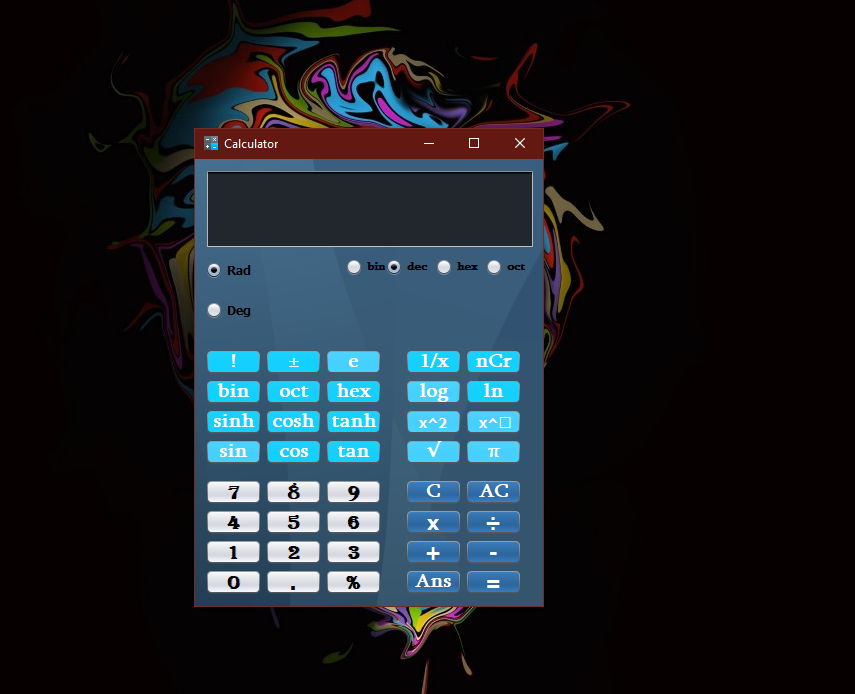 Calculator
Rad bin dec hex oct
Deg
! ± e 1/x nCr
bin oct hex log ln
sinh cosh tanh x^2 x^□
sin cos tan √ π
7 8 9 C AC
4 5 6 x ÷
1 2 3 + -
0 . % Ans =